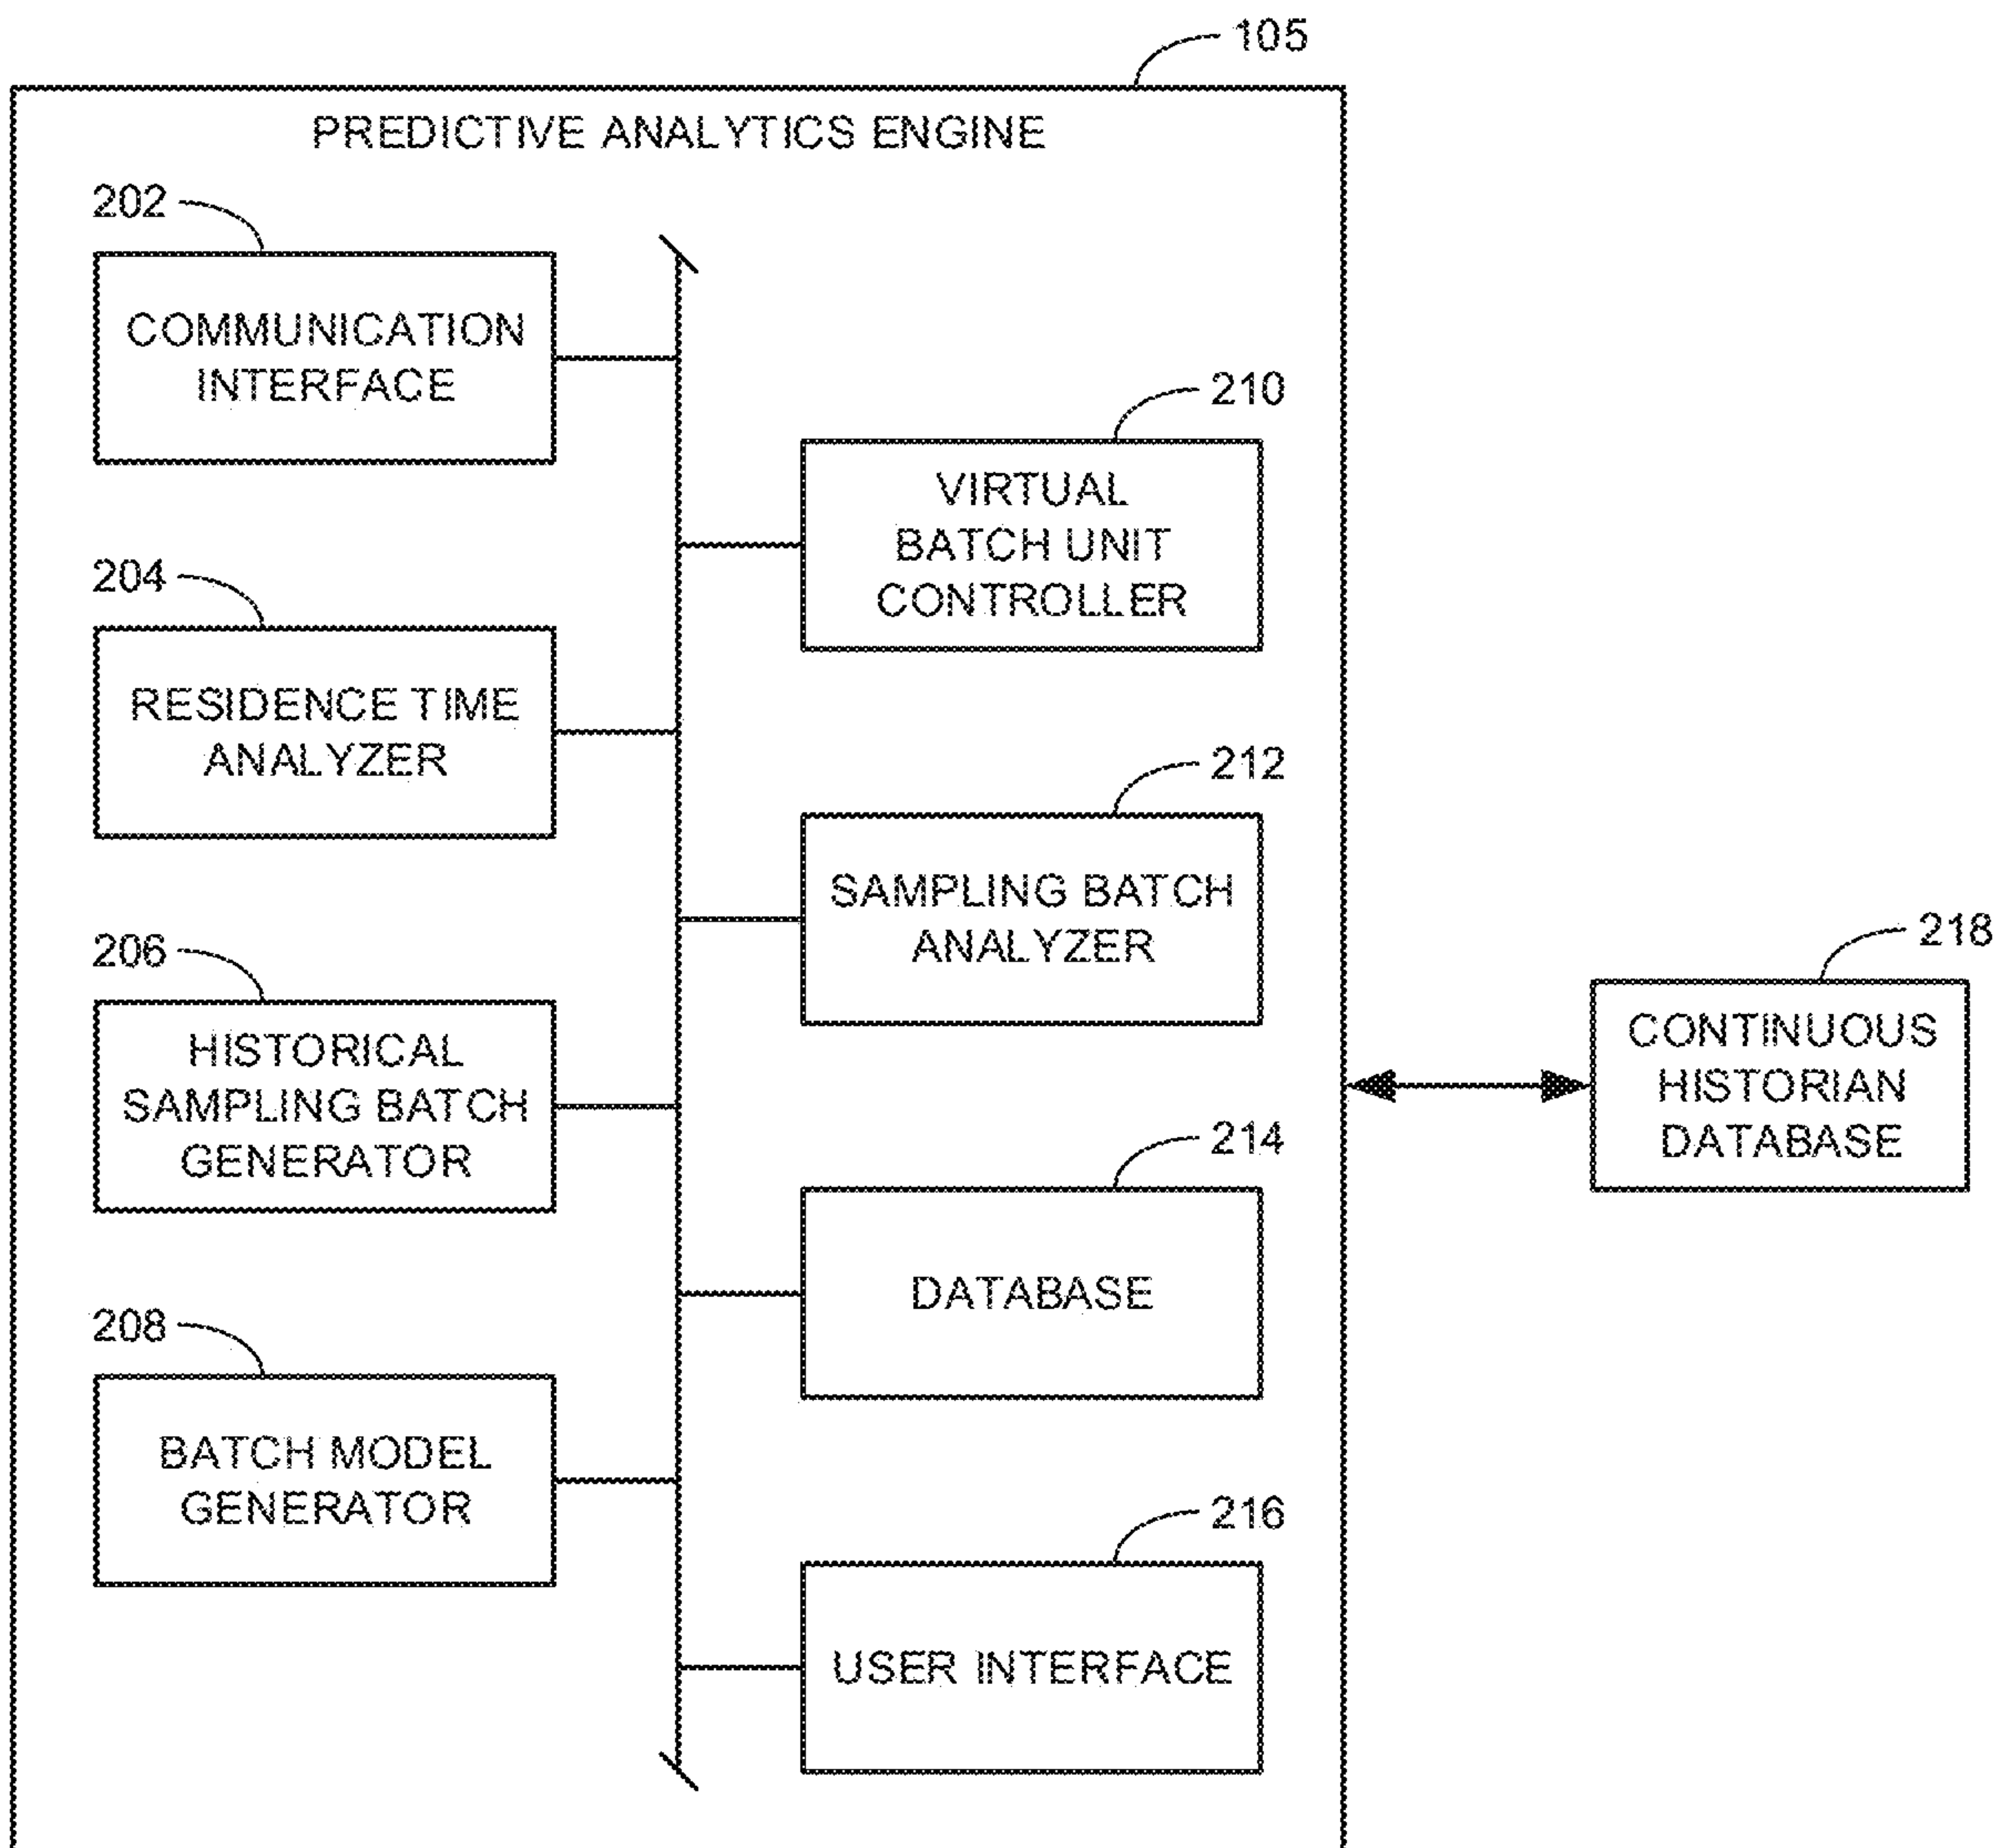 105
PREDICTIVE ANALYTICS ENGINE
202
COMMUNICATION
INTERFACE
204
RESIDENCE TIME
ANALYZER
206
HISTORICAL
SAMPLING BATCH
GENERATOR
208
BATCH MODEL
GENERATOR
210
VIRTUAL
BATCH UNIT
CONTROLLER
212
SAMPLING BATCH
ANALYZER
214
DATABASE
216
USER INTERFACE
218
CONTINUOUS
HISTORIAN
DATABASE